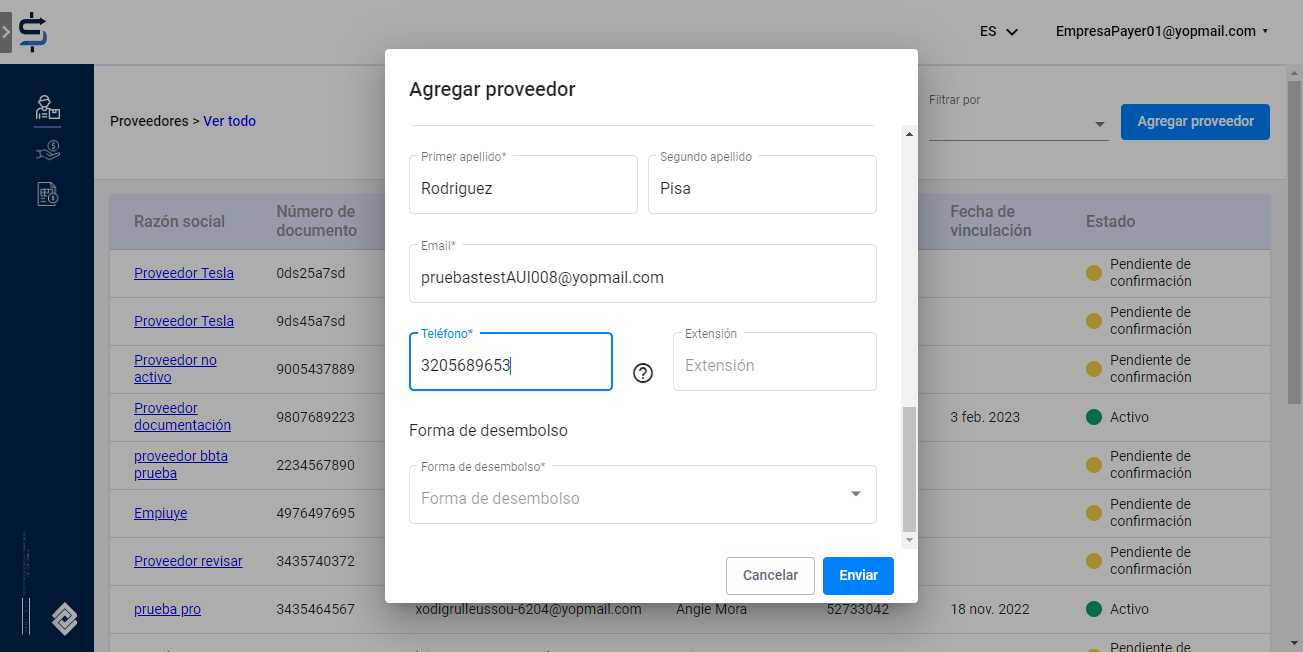 ES
EmpresaPayer01@yopmail.com
Proveedores > Ver todo
Filtrar por
Agregar proveedor
Agregar proveedor
Primer apellido*
Rodriguez
Segundo apellido
Pisa
Email*
pruebastestAUI008@yopmail.com
Teléfono*
3205689653
Extensión
Extensión
Forma de desembolso
Forma de desembolso*
Forma de desembolso
Cancelar
Enviar
Razón social
Número de
documento
Fecha de
vinculación
Estado
Proveedor Tesla
0ds25a7sd
Pendiente de
confirmación
Proveedor Tesla
9ds45a7sd
Pendiente de
confirmación
Proveedor no
activo
9005437889
Pendiente de
confirmación
Proveedor
documentación
9807689223
3 feb. 2023
Activo
proveedor bbta
prueba
2234567890
Pendiente de
confirmación
Empiuye
4976497695
Pendiente de
confirmación
Proveedor revisar
3435740372
Pendiente de
confirmación
prueba pro
3435464567
xodigrulleussou-6204@yopmail.com
Angie Mora
52733042
18 nov. 2022
Activo
Pendiente de